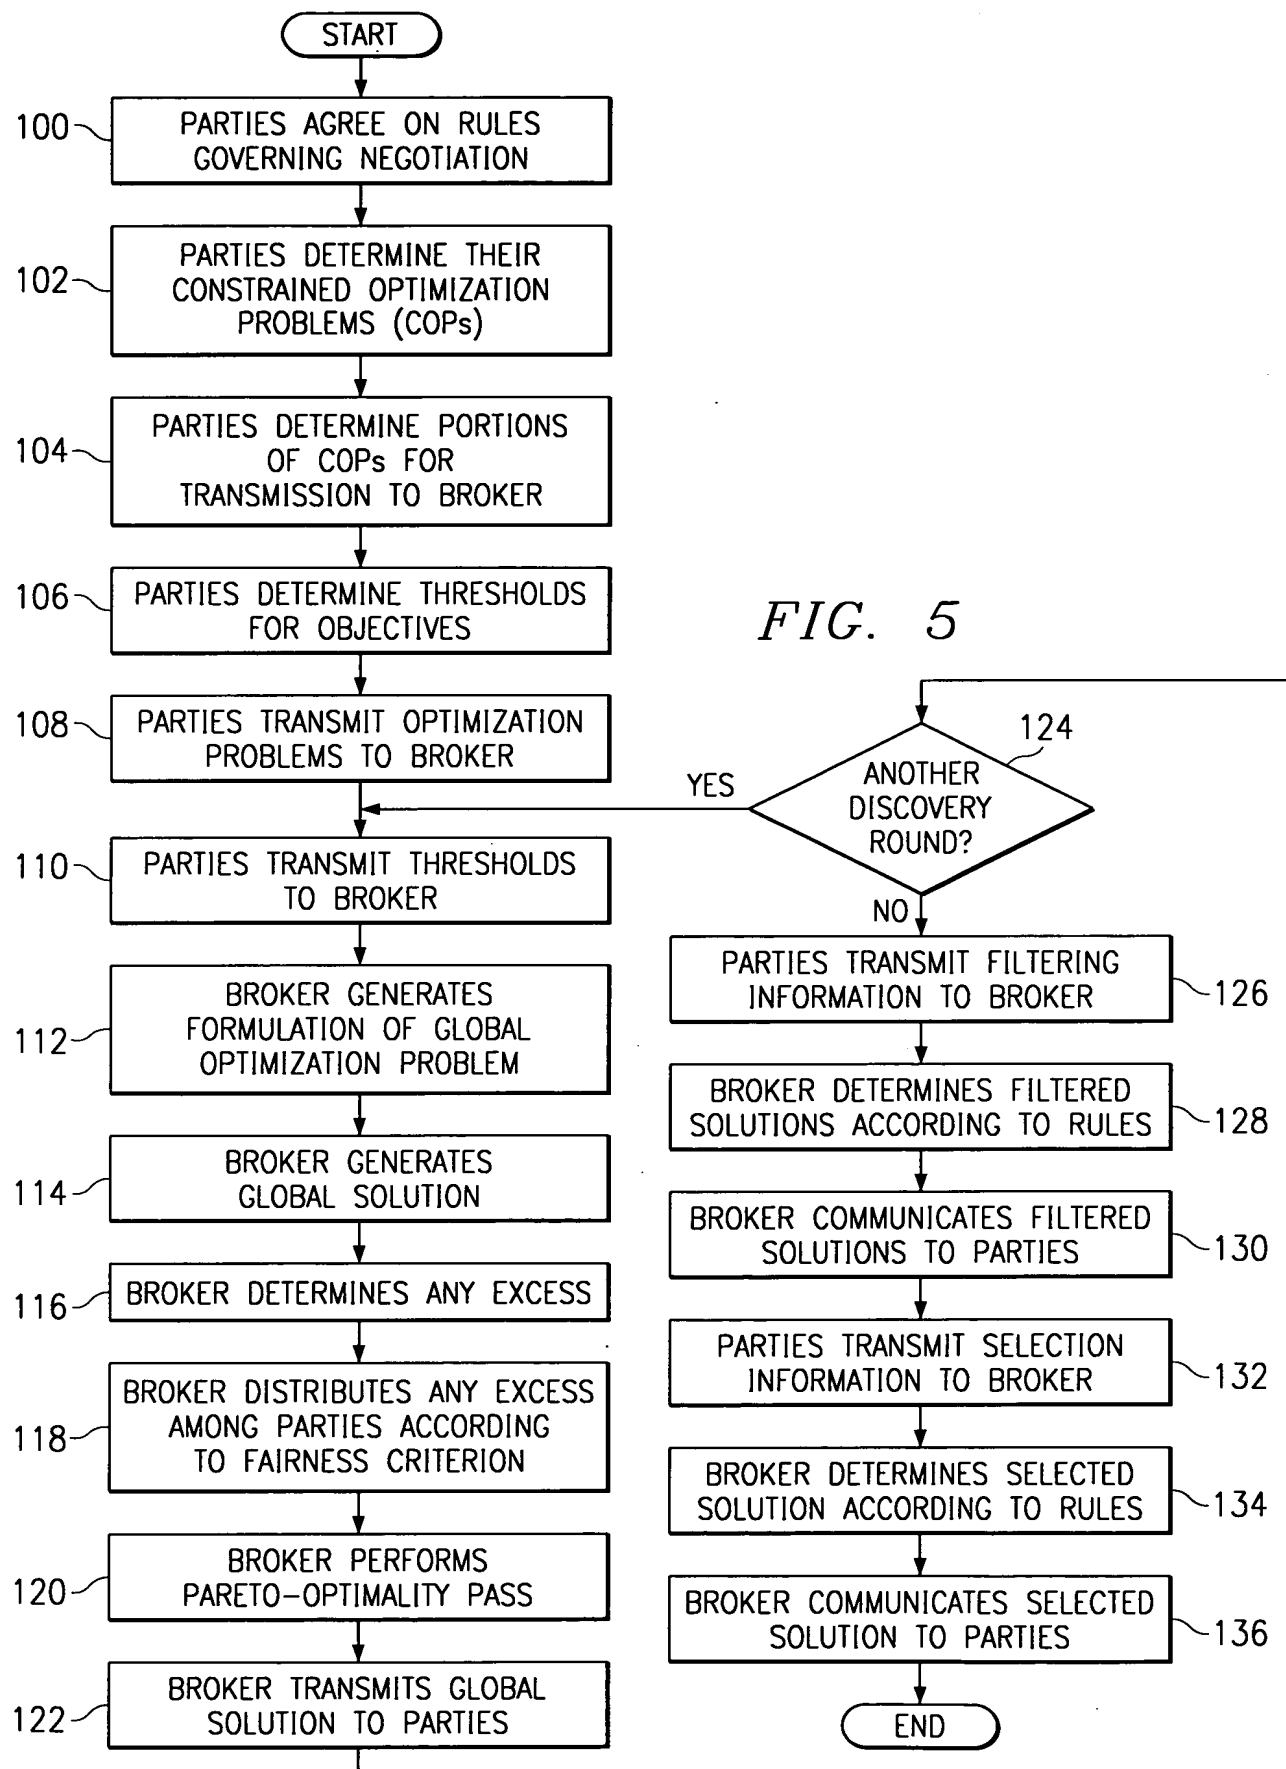 START
100
PARTIES AGREE ON RULES
GOVERNING NEGOTIATION
102
PARTIES DETERMINE THEIR
CONSTRAINED OPTIMIZATION
PROBLEMS (COPs)
104
PARTIES DETERMINE PORTIONS
OF COPs FOR
TRANSMISSION TO BROKER
106
PARTIES DETERMINE THRESHOLDS
FOR OBJECTIVES
108
PARTIES TRANSMIT OPTIMIZATION
PROBLEMS TO BROKER
110
PARTIES TRANSMIT THRESHOLDS
TO BROKER
112
BROKER GENERATES
FORMULATION OF GLOBAL
OPTIMIZATION PROBLEM
114
BROKER GENERATES
GLOBAL SOLUTION
116
BROKER DETERMINES ANY EXCESS
118
BROKER DISTRIBUTES ANY EXCESS
AMONG PARTIES ACCORDING
TO FAIRNESS CRITERION
120
BROKER PERFORMS
PARETO-OPTIMALITY PASS
122
BROKER TRANSMITS GLOBAL
SOLUTION TO PARTIES
FIG. 5
124
YES
ANOTHER
DISCOVERY
ROUND?
NO
PARTIES TRANSMIT FILTERING
INFORMATION TO BROKER
126
BROKER DETERMINES FILTERED
SOLUTIONS ACCORDING TO RULES
128
BROKER COMMUNICATES FILTERED
SOLUTIONS TO PARTIES
130
PARTIES TRANSMIT SELECTION
INFORMATION TO BROKER
132
BROKER DETERMINES SELECTED
SOLUTION ACCORDING TO RULES
134
BROKER COMMUNICATES SELECTED
SOLUTION TO PARTIES
136
END